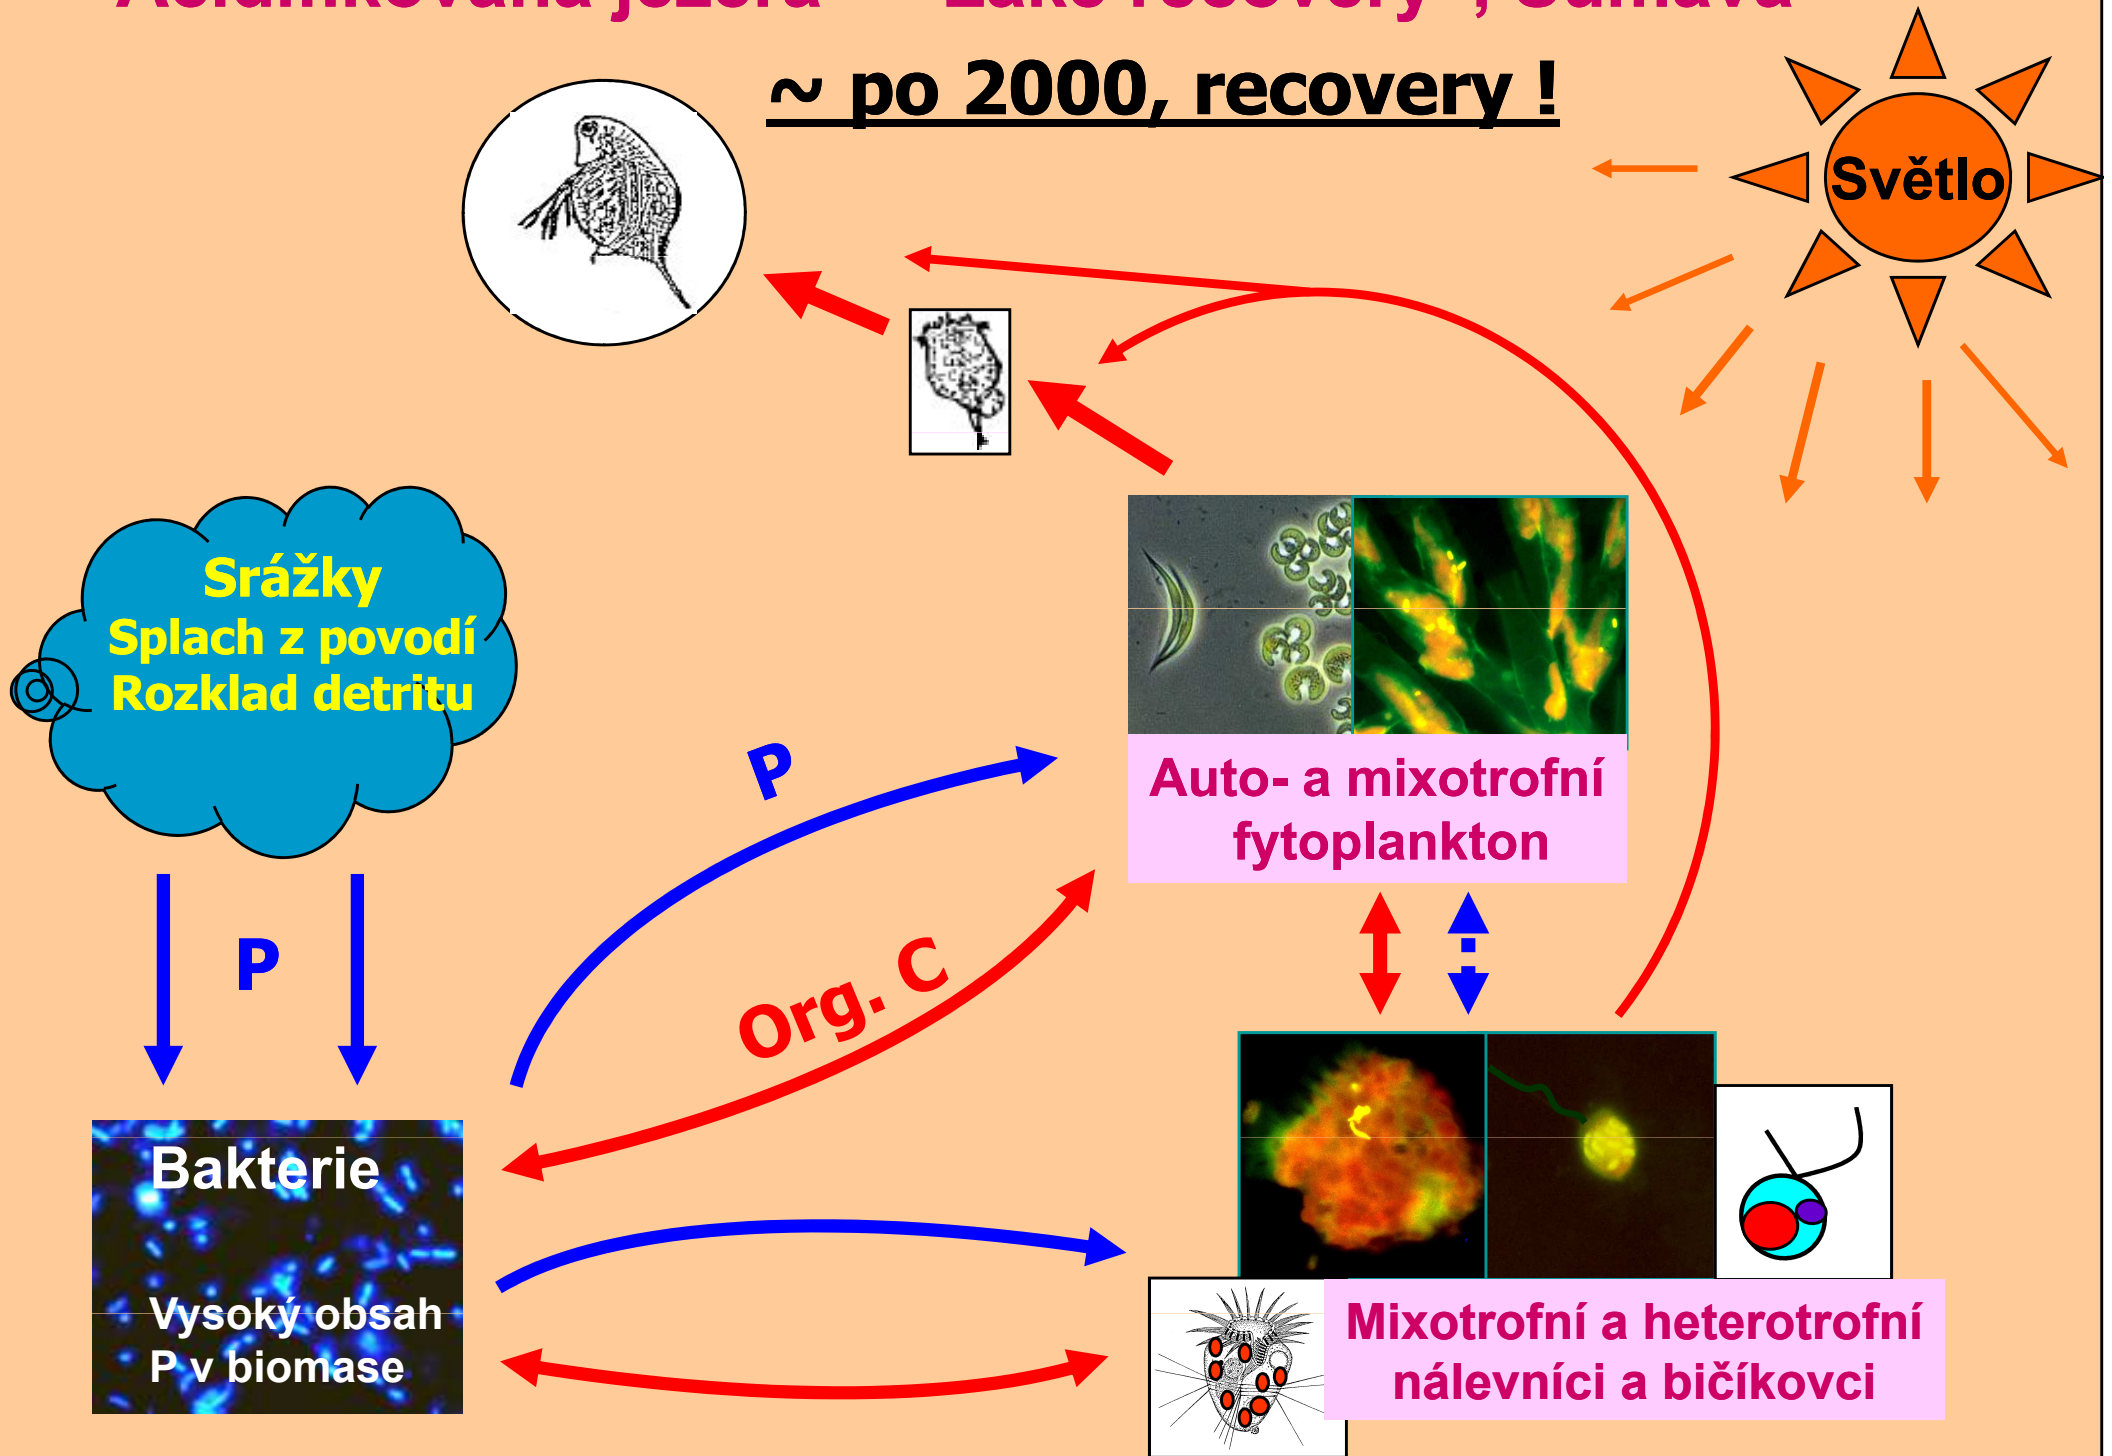 ~ po 2000, recovery !
Světlo
Srážky
Splach z povodí
Rozklad detritu
P
Auto- a mixotrofní
fytoplankton
P
Org. C
Bakterie
Vysoký obsah
P v biomase
Mixotrofní a heterotrofní
nálevníci a bičíkovci